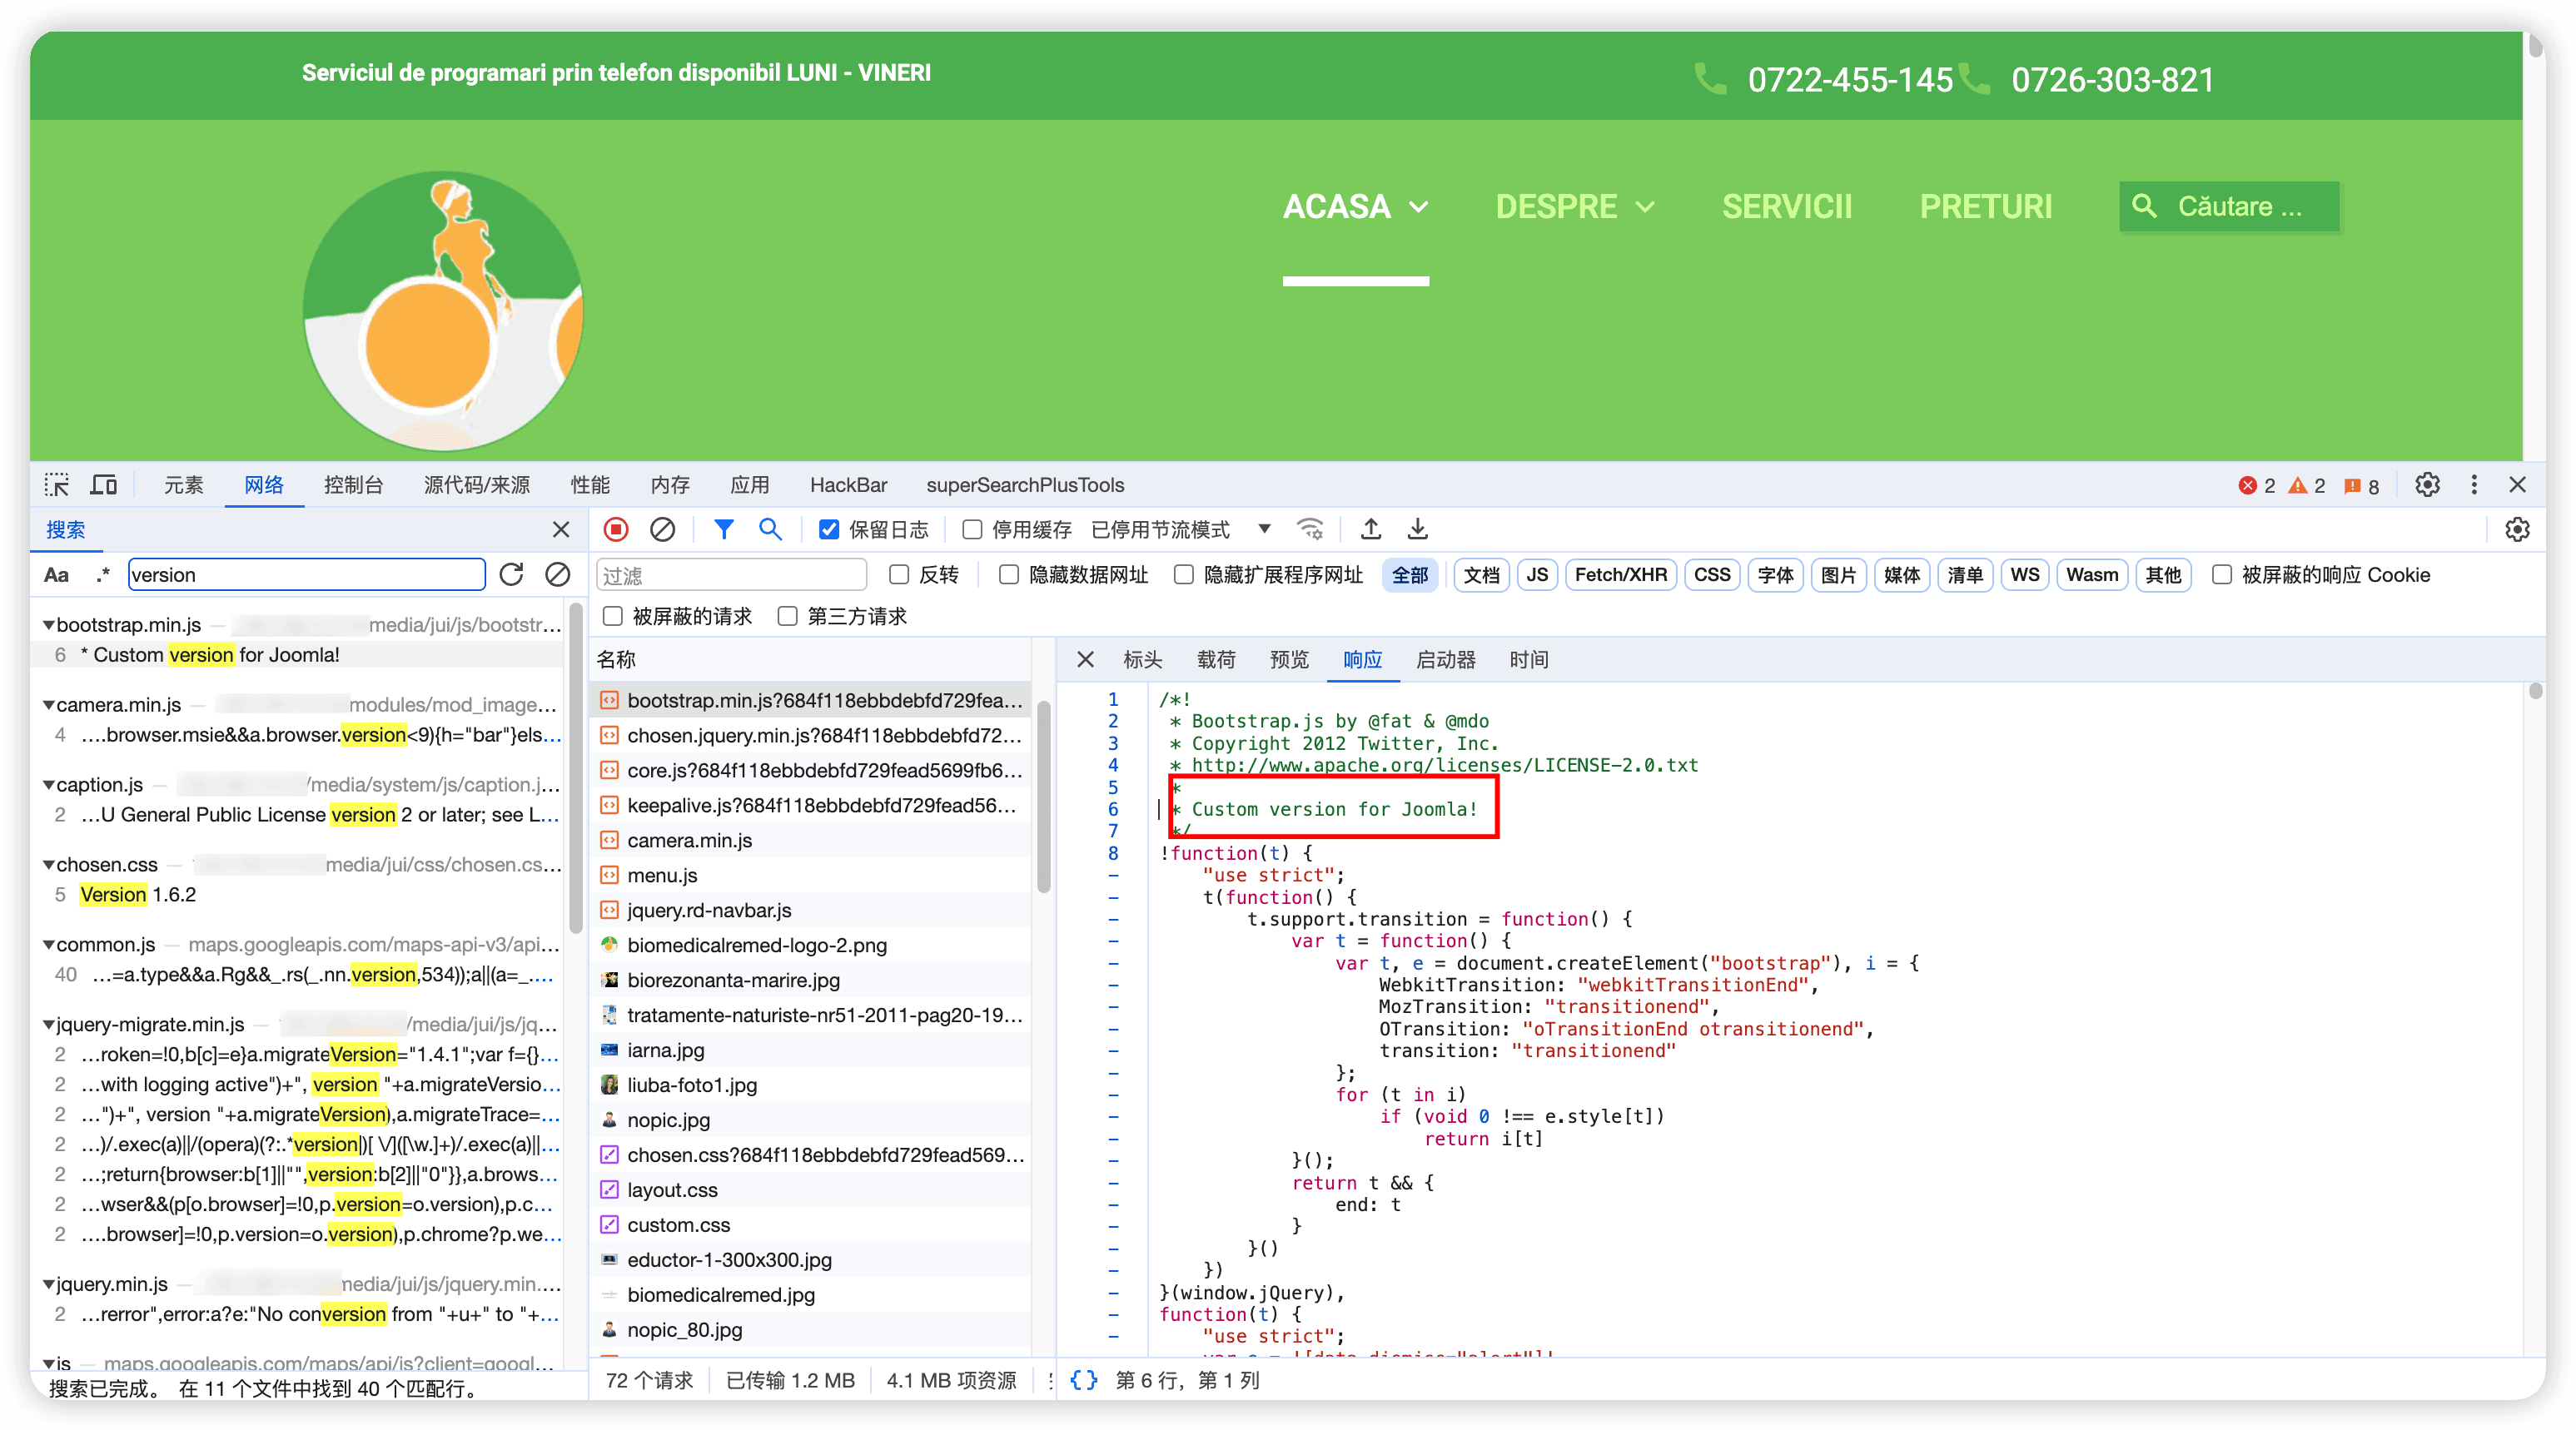 Serviciul de programari prin telefon disponibil LUNI - VINERI
0722-455-145 0726-303-821
ACASA DESPRE SERVICII PRETURI Căutare ...
元素 网络 控制台 源代码/来源 性能 内存 应用 HackBar superSearchPlusTools 2 2 8
搜索
保留日志 停用缓存 已停用节流模式
Aa .* version
过滤 反转 隐藏数据网址 隐藏扩展程序网址 全部 文档 JS Fetch/XHR CSS 字体 图片 媒体 清单 WS Wasm 其他 被屏蔽的响应 Cookie
被屏蔽的请求 第三方请求
bootstrap.min.js — media/jui/js/bootstr...
6 * Custom version for Joomla!
camera.min.js — modules/mod_image...
4 ....browser.msie&&a.browser.version<9){h="bar"}els...
caption.js — /media/system/js/caption.j...
2 ...U General Public License version 2 or later; see L...
chosen.css — media/jui/css/chosen.cs...
5 Version 1.6.2
common.js — maps.googleapis.com/maps-api-v3/api...
40 ...=a.type&&a.Rg&&_.rs(_.nn.version,534));a||(a=_....
jquery-migrate.min.js — /media/jui/js/jq...
2 ...roken=!0,b[c]=e}a.migrateVersion="1.4.1";var f={}...
2 ...with logging active")+", version "+a.migrateVersio...
2 ...")+", version "+a.migrateVersion),a.migrateTrace=...
2 ...)/.exec(a)||/(opera)(?:.*version|)[ \/]([\w.]+)/.exec(a)||...
2 ...;return{browser:b[1]||"",version:b[2]||"0"}},a.brows...
2 ...wser&&(p[o.browser]=!0,p.version=o.version),p.c...
2 ....browser]=!0,p.version=o.version),p.chrome?p.we...
jquery.min.js — media/jui/js/jquery.min....
2 ...rerror",error:a?e:"No conversion from "+u+" to "+...
js — maps.googleapis.com/maps/api/js?client=googl...
搜索已完成。 在 11 个文件中找到 40 个匹配行。
名称
bootstrap.min.js?684f118ebbdebfd729fea...
chosen.jquery.min.js?684f118ebbdebfd72...
core.js?684f118ebbdebfd729fead5699fb6...
keepalive.js?684f118ebbdebfd729fead56...
camera.min.js
menu.js
jquery.rd-navbar.js
biomedicalremed-logo-2.png
biorezonanta-marire.jpg
tratamente-naturiste-nr51-2011-pag20-19...
iarna.jpg
liuba-foto1.jpg
nopic.jpg
chosen.css?684f118ebbdebfd729fead569...
layout.css
custom.css
eductor-1-300x300.jpg
biomedicalremed.jpg
nopic_80.jpg
72 个请求 已传输 1.2 MB 4.1 MB 项资源
标头 载荷 预览 响应 启动器 时间
1 /*!
2 * Bootstrap.js by @fat & @mdo
3 * Copyright 2012 Twitter, Inc.
4 * http://www.apache.org/licenses/LICENSE-2.0.txt
5 *
6 * Custom version for Joomla!
7 */
8 !function(t) {
- "use strict";
- t(function() {
- t.support.transition = function() {
- var t = function() {
- var t, e = document.createElement("bootstrap"), i = {
- WebkitTransition: "webkitTransitionEnd",
- MozTransition: "transitionend",
- OTransition: "oTransitionEnd otransitionend",
- transition: "transitionend"
- };
- for (t in i)
- if (void 0 !== e.style[t])
- return i[t]
- }();
- return t && {
- end: t
- }
- }()
- })
- }(window.jQuery),
- function(t) {
- "use strict";
{} 第 6 行，第 1 列